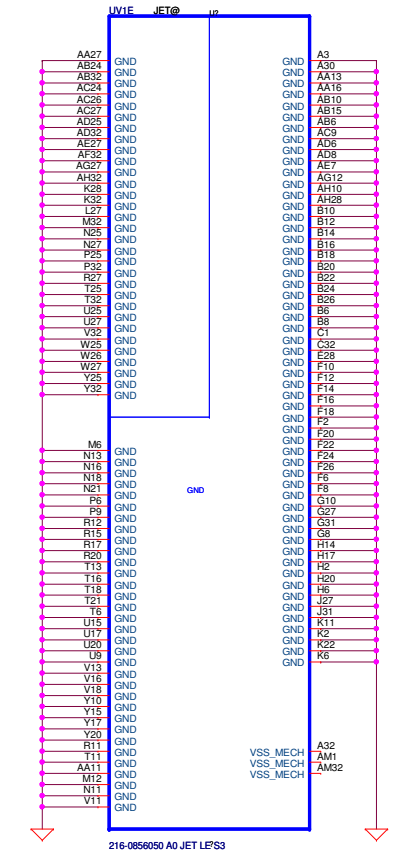 UV1E JET@ U?
AA27 GND
AB24 GND
AB32 GND
AC24 GND
AC26 GND
AC27 GND
AD25 GND
AD32 GND
AE27 GND
AF32 GND
AG27 GND
AH32 GND
K28 GND
K32 GND
L27 GND
M32 GND
N25 GND
N27 GND
P25 GND
P32 GND
R27 GND
T25 GND
T32 GND
U25 GND
U27 GND
V32 GND
W25 GND
W26 GND
W27 GND
Y25 GND
Y32 GND
M6 GND
N13 GND
N16 GND
N18 GND
N21 GND
P6 GND
P9 GND
R12 GND
R15 GND
R17 GND
R20 GND
T13 GND
T16 GND
T18 GND
T21 GND
T6 GND
U15 GND
U17 GND
U20 GND
U9 GND
V13 GND
V16 GND
V18 GND
Y10 GND
Y15 GND
Y17 GND
Y20 GND
R11 GND
T11 GND
AA11 GND
M12 GND
N11 GND
V11 GND
GND
GND A3
GND A30
GND AA13
GND AA16
GND AB10
GND AB15
GND AB6
GND AC9
GND AD6
GND AD8
GND AE7
GND AG12
GND AH10
GND AH28
GND B10
GND B12
GND B14
GND B16
GND B18
GND B20
GND B22
GND B24
GND B26
GND B6
GND B8
GND C1
GND C32
GND E28
GND F10
GND F12
GND F14
GND F16
GND F18
GND F2
GND F20
GND F22
GND F24
GND F26
GND F6
GND F8
GND G10
GND G27
GND G31
GND G8
GND H14
GND H17
GND H2
GND H20
GND H6
GND J27
GND J31
GND K11
GND K2
GND K22
GND K6
VSS_MECH A32
VSS_MECH AM1
VSS_MECH AM32
216-0856050 A0 JET LE?S3